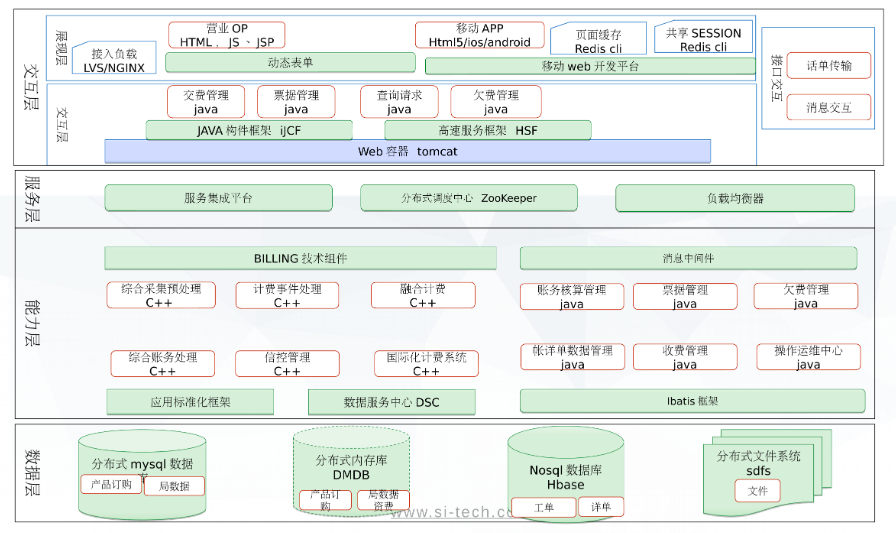 交互层
展现层
接入负载
LVS/NGINX
营业 OP
HTML 、 JS 、 JSP
动态表单
移动 APP
Html5/ios/android
页面缓存
Redis cli
共享 SESSION
Redis cli
移动 web 开发平台
交互层
交费管理
java
票据管理
java
查询请求
java
欠费管理
java
JAVA 构件框架 iJCF
高速服务框架 HSF
Web 容器 tomcat
接口交互
话单传输
消息交互
服务层
服务集成平台
分布式调度中心 ZooKeeper
负载均衡器
能力层
BILLING 技术组件
消息中间件
综合采集预处理
C++
计费事件处理
C++
融合计费
C++
账务核算管理
java
票据管理
java
欠费管理
java
综合账务处理
C++
信控管理
C++
国际化计费系统
C++
帐详单数据管理
java
收费管理
java
操作运维中心
java
应用标准化框架
数据服务中心 DSC
Ibatis 框架
数据层
分布式 mysql 数据
产品订购
局数据
分布式内存库
DMDB
产品订
购
局数据
资费
Nosql 数据库
Hbase
工单
详单
分布式文件系统
sdfs
文件
www.si-tech.co